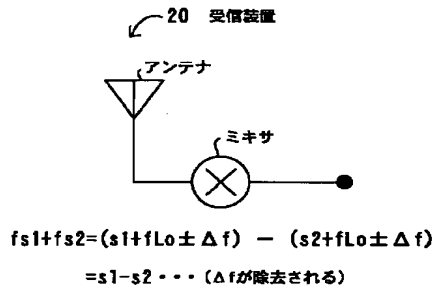 20 受信装置
アンテナ
ミキサ
fs1+fs2=(s1+fLo±Δf) － (s2+fLo±Δf)
=s1-s2・・・(Δfが除去される)